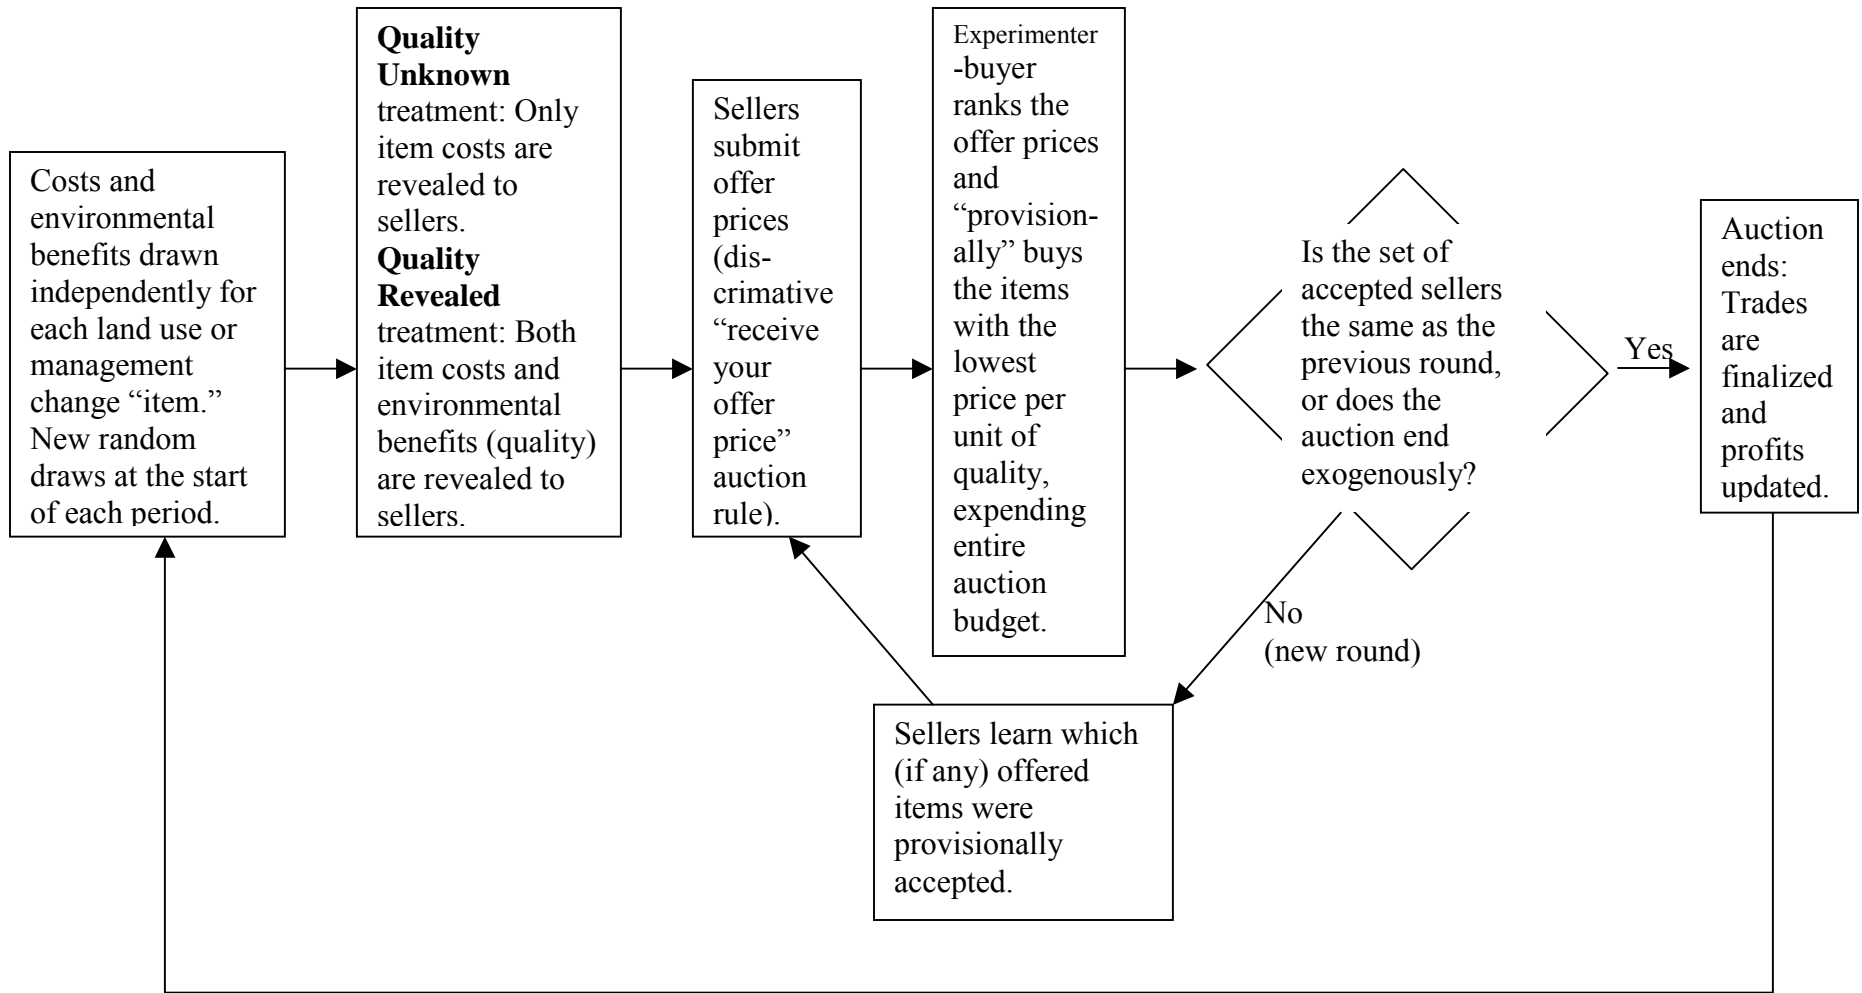 Costs and
environmental
benefits drawn
independently for
each land use or
management
change “item.”
New random
draws at the start
of each period.
Quality
Unknown
treatment: Only
item costs are
revealed to
sellers.
Quality
Revealed
treatment: Both
item costs and
environmental
benefits (quality)
are revealed to
sellers.
Sellers
submit
offer
prices
(dis-
crimative
“receive
your
offer
price”
auction
rule).
Experimenter
-buyer
ranks the
offer prices
and
“provision-
ally” buys
the items
with the
lowest
price per
unit of
quality,
expending
entire
auction
budget.
Is the set of
accepted sellers
the same as the
previous round,
or does the
auction end
exogenously?
Yes
Auction
ends:
Trades
are
finalized
and
profits
updated.
No
(new round)
Sellers learn which
(if any) offered
items were
provisionally
accepted.